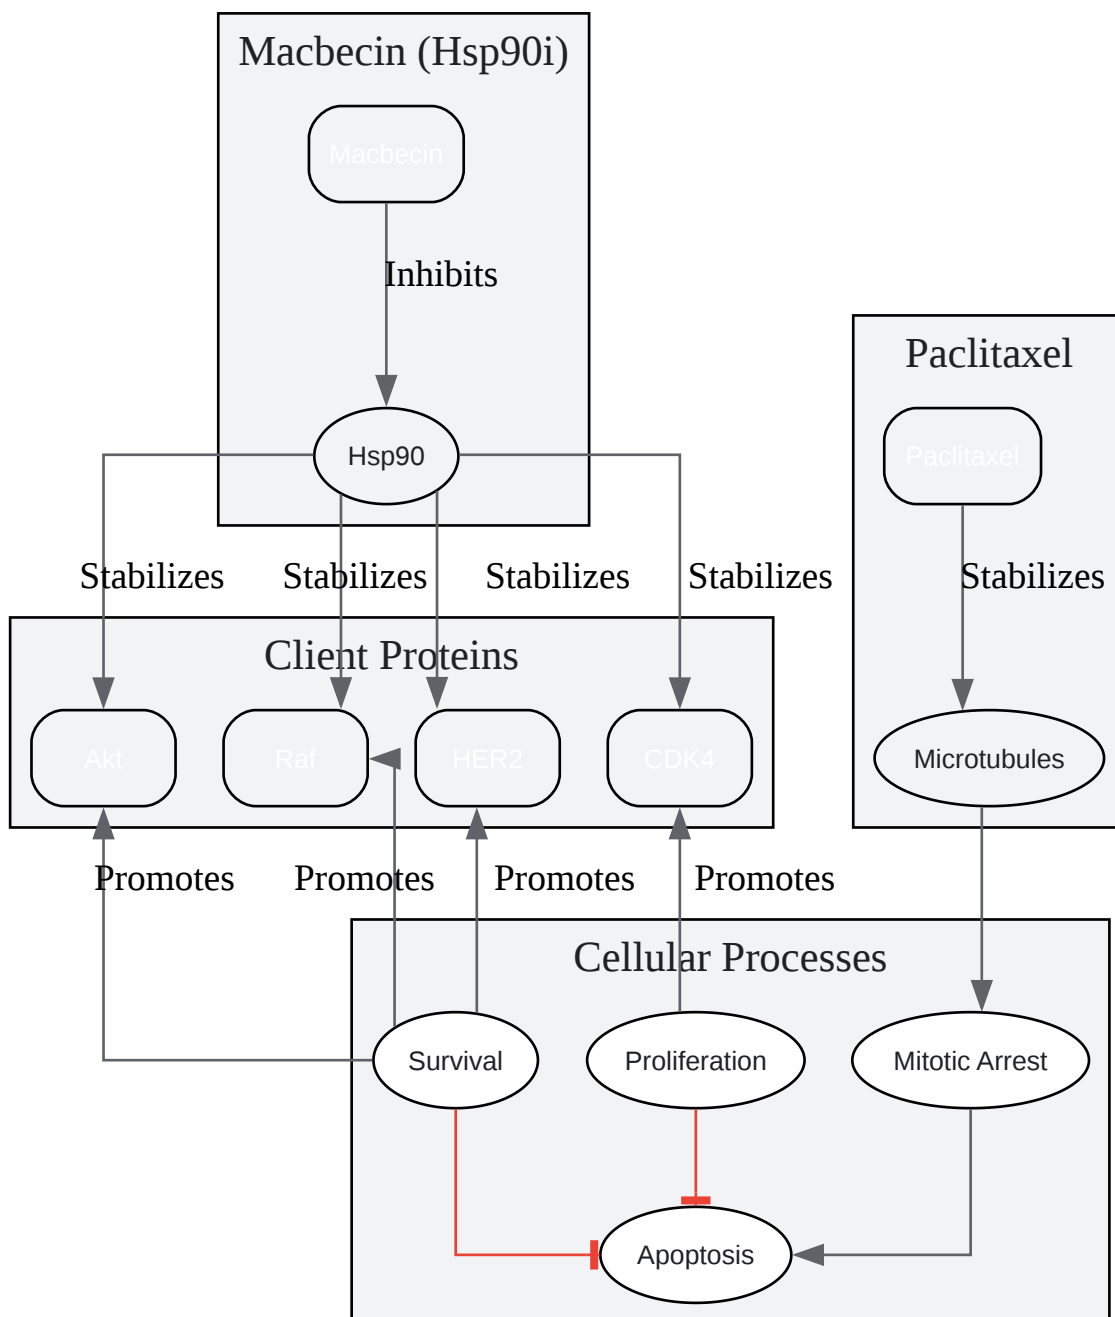 Macbecin (Hsp90i)
Macbecin
Inhibits
Paclitaxel
Hsp90
Paclitaxel
Stabilizes
Stabilizes
Stabilizes
Stabilizes
Stabilizes
Client Proteins
Akt
Raf
HER2
CDK4
Microtubules
Promotes
Promotes
Promotes
Promotes
Cellular Processes
Survival
Proliferation
Mitotic Arrest
Apoptosis